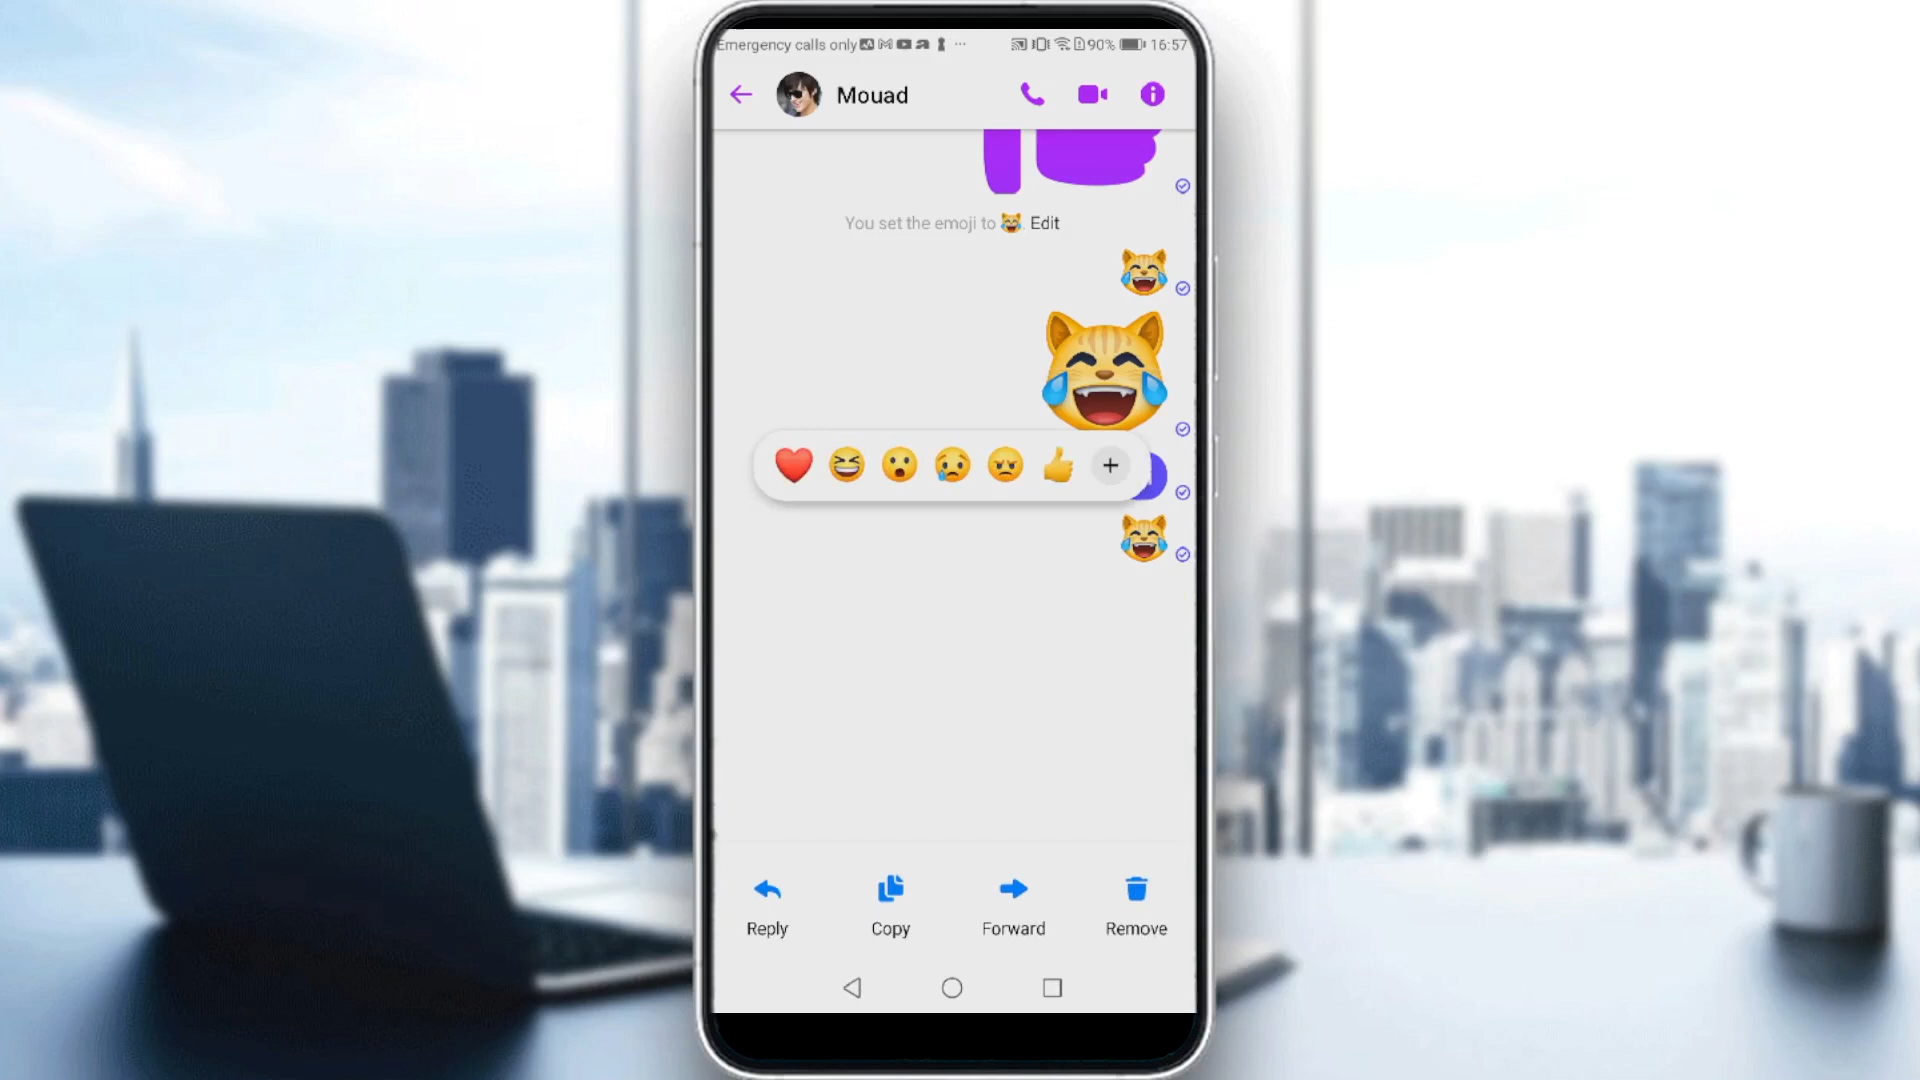 Emergency calls only ... 90% 16:57
Mouad
You set the emoji to 😹. Edit
Reply Copy Forward Remove